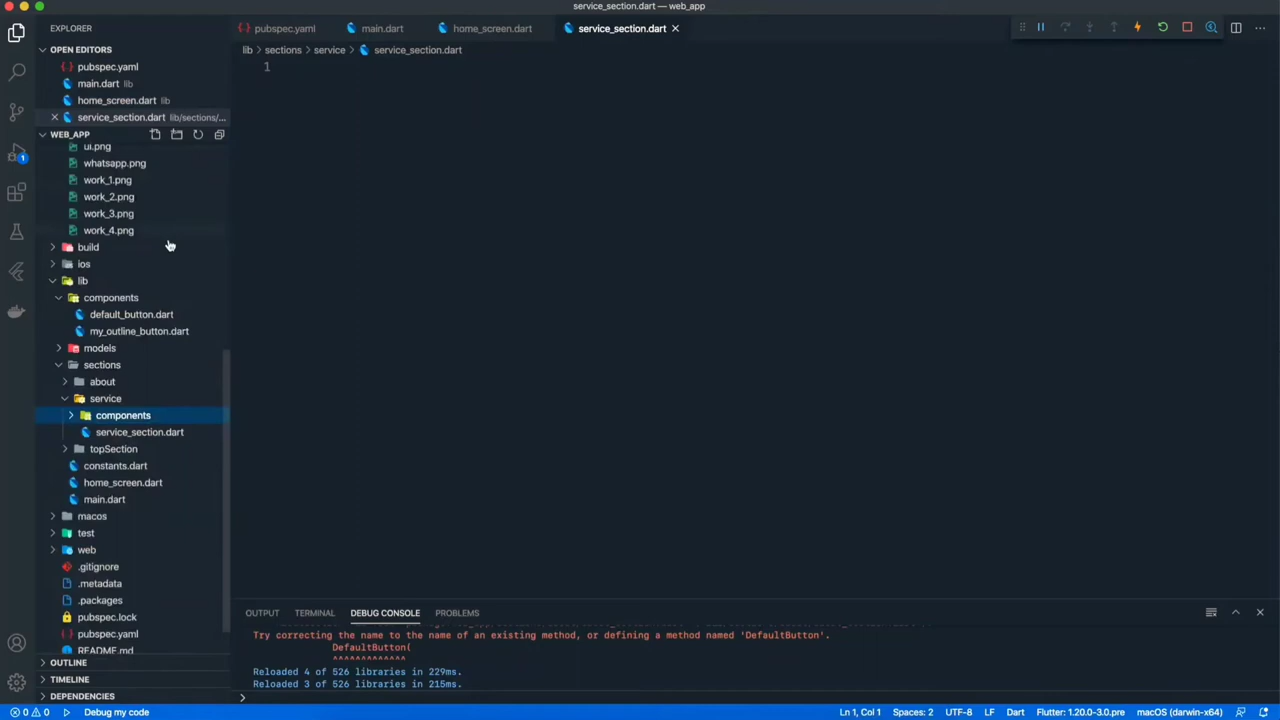 service_section.dart — web_app
EXPLORER
pubspec.yaml
main.dart
home_screen.dart
service_section.dart
OPEN EDITORS
pubspec.yaml
main.dart lib
home_screen.dart lib
service_section.dart lib/sections/...
lib > sections > service > service_section.dart
1
WEB_APP
ui.png
whatsapp.png
work_1.png
work_2.png
work_3.png
work_4.png
build
ios
lib
components
default_button.dart
my_outline_button.dart
models
sections
about
service
components
service_section.dart
topSection
constants.dart
home_screen.dart
main.dart
macos
test
web
.gitignore
.metadata
.packages
pubspec.lock
pubspec.yaml
README.md
OUTLINE
TIMELINE
DEPENDENCIES
1
OUTPUT TERMINAL DEBUG CONSOLE PROBLEMS
Try correcting the name to the name of an existing method, or defining a method named 'DefaultButton'.
DefaultButton(
^^^^^^^^^^^^^
Reloaded 4 of 526 libraries in 229ms.
Reloaded 3 of 526 libraries in 215ms.
>
0 0 Debug my code
Ln 1, Col 1 Spaces: 2 UTF-8 LF Dart Flutter: 1.20.0-3.0.pre macOS (darwin-x64)